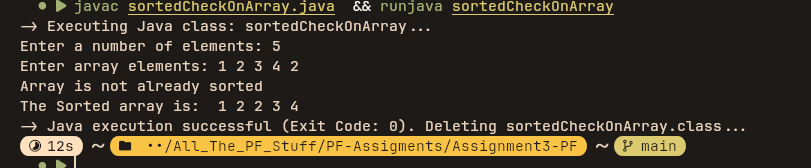 javac sortedCheckOnArray.java && runjava sortedCheckOnArray
-> Executing Java class: sortedCheckOnArray...
Enter a number of elements: 5
Enter array elements: 1 2 3 4 2
Array is not already sorted
The Sorted array is: 1 2 2 3 4
-> Java execution successful (Exit Code: 0). Deleting sortedCheckOnArray.class...
12s ~ ··/All_The_PF_Stuff/PF-Assigments/Assignment3-PF ~ main